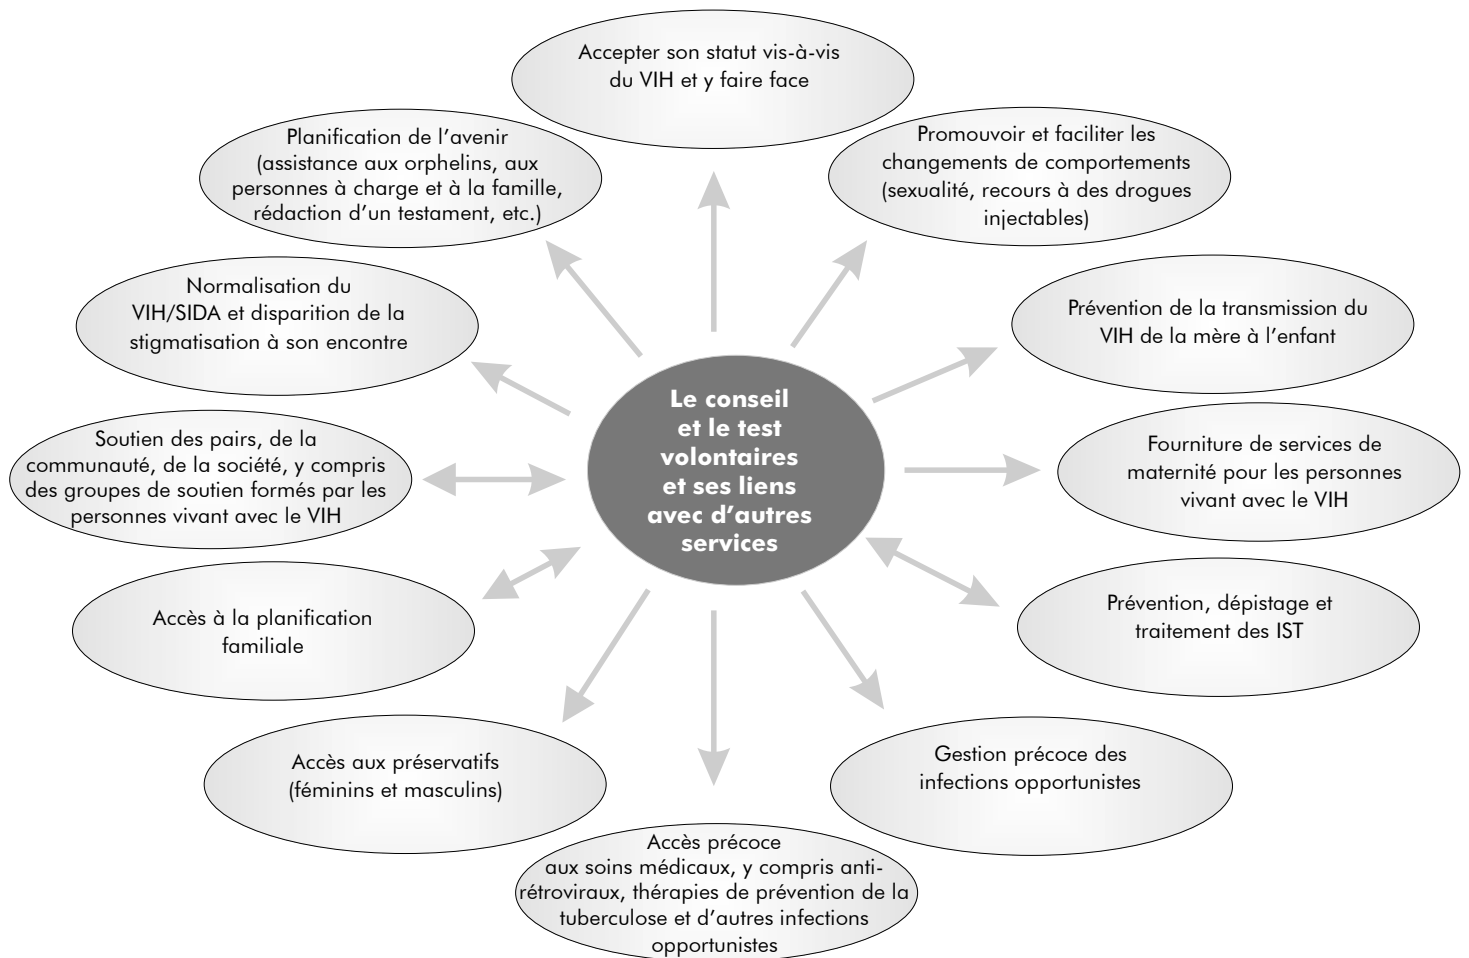 Accepter son statut vis-à-vis
du VIH et y faire face
Planification de l'avenir
(assistance aux orphelins, aux
personnes à charge et à la famille,
rédaction d'un testament, etc.)
Promouvoir et faciliter les
changements de comportements
(sexualité, recours à des drogues
injectables)
Normalisation du
VIH/SIDA et disparition de la
stigmatisation à son encontre
Prévention de la transmission du
VIH de la mère à l'enfant
Le conseil
et le test
volontaires
et ses liens
avec d'autres
services
Soutien des pairs, de la
communauté, de la société, y compris
des groupes de soutien formés par les
personnes vivant avec le VIH
Fourniture de services de
maternité pour les personnes
vivant avec le VIH
Accès à la planification
familiale
Prévention, dépistage et
traitement des IST
Accès aux préservatifs
(féminins et masculins)
Gestion précoce des
infections opportunistes
Accès précoce
aux soins médicaux, y compris anti-
rétroviraux, thérapies de prévention de la
tuberculose et d'autres infections
opportunistes